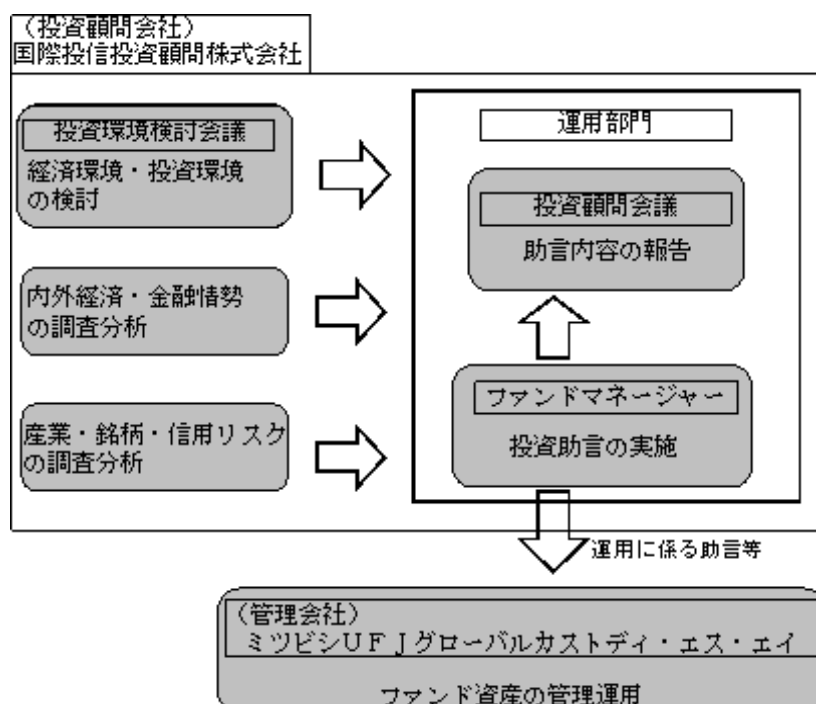 （投資顧問会社）
国際投信投資顧問株式会社
投資環境検討会議
経済環境・投資環境
の検討
内外経済・金融情勢
の調査分析
産業・銘柄・信用リスク
の調査分析
運用部門
投資顧問会議
助言内容の報告
ファンドマネージャー
投資助言の実施
運用に係る助言等
（管理会社）
ミツビシＵＦＪグローバルカストディ・エス・エイ
ファンド資産の管理運用